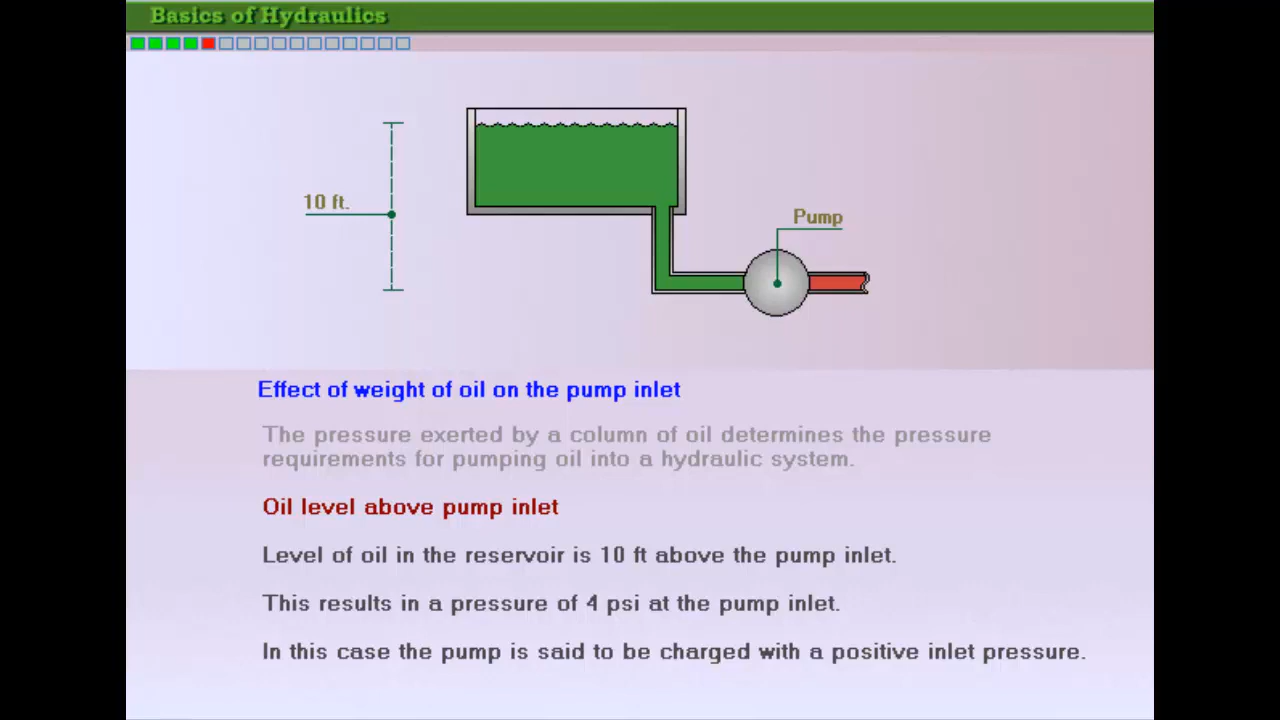 Basics of Hydraulics
10 ft.
Pump
Effect of weight of oil on the pump inlet
The pressure exerted by a column of oil determines the pressure
requirements for pumping oil into a hydraulic system.
Oil level above pump inlet
Level of oil in the reservoir is 10 ft above the pump inlet.
This results in a pressure of 4 psi at the pump inlet.
In this case the pump is said to be charged with a positive inlet pressure.